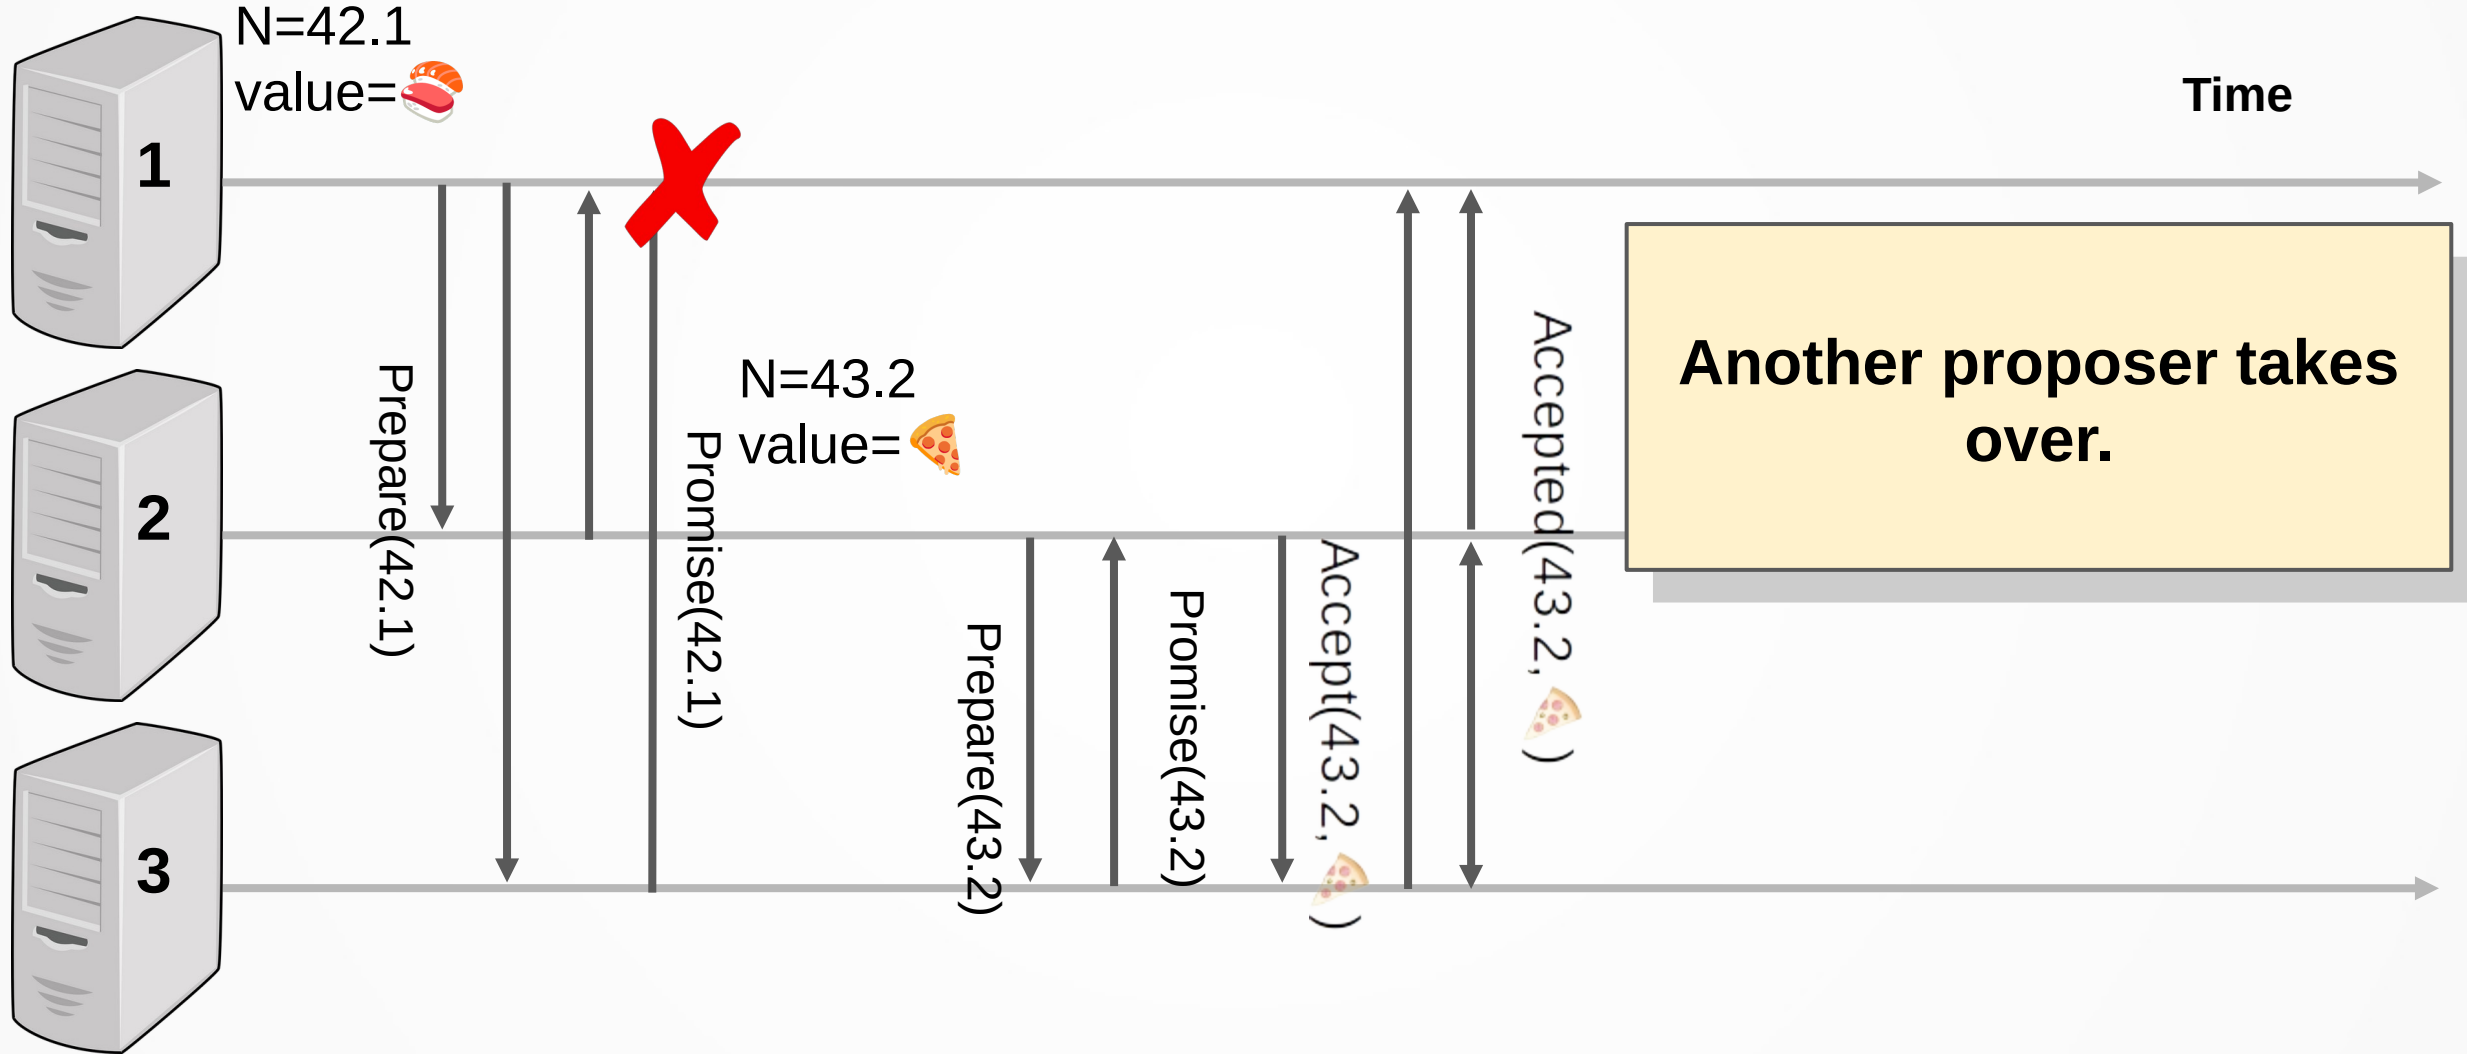 N=42.1
value=🍣
Time
1
Prepare(42.1)
Promise(42.1)
N=43.2
value=🍕
2
Prepare(43.2)
Promise(43.2)
Accept(43.2, 🍕)
Accepted(43.2, 🍕)
Another proposer takes
over.
3